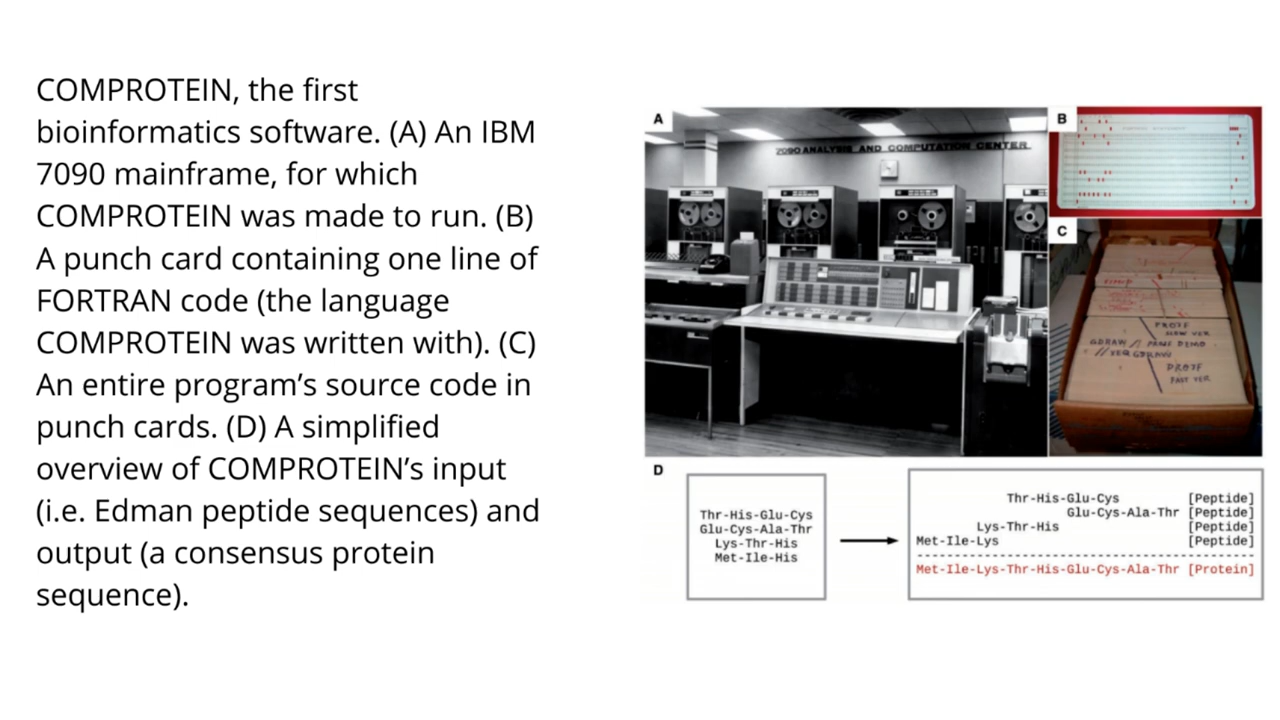 COMPROTEIN, the first
bioinformatics software. (A) An IBM
7090 mainframe, for which
COMPROTEIN was made to run. (B)
A punch card containing one line of
FORTRAN code (the language
COMPROTEIN was written with). (C)
An entire program’s source code in
punch cards. (D) A simplified
overview of COMPROTEIN’s input
(i.e. Edman peptide sequences) and
output (a consensus protein
sequence).
A
7090 ANALYSIS AND COMPUTATION CENTER
B
C
PROJF
NEW VER
GDRAW
DEMO
PROJF
PAST VER
D
Thr-His-Glu-Cys
Glu-Cys-Ala-Thr
Lys-Thr-His
Met-Ile-His
Thr-His-Glu-Cys [Peptide]
Glu-Cys-Ala-Thr [Peptide]
Lys-Thr-His [Peptide]
Met-Ile-Lys [Peptide]
Met-Ile-Lys-Thr-His-Glu-Cys-Ala-Thr [Protein]